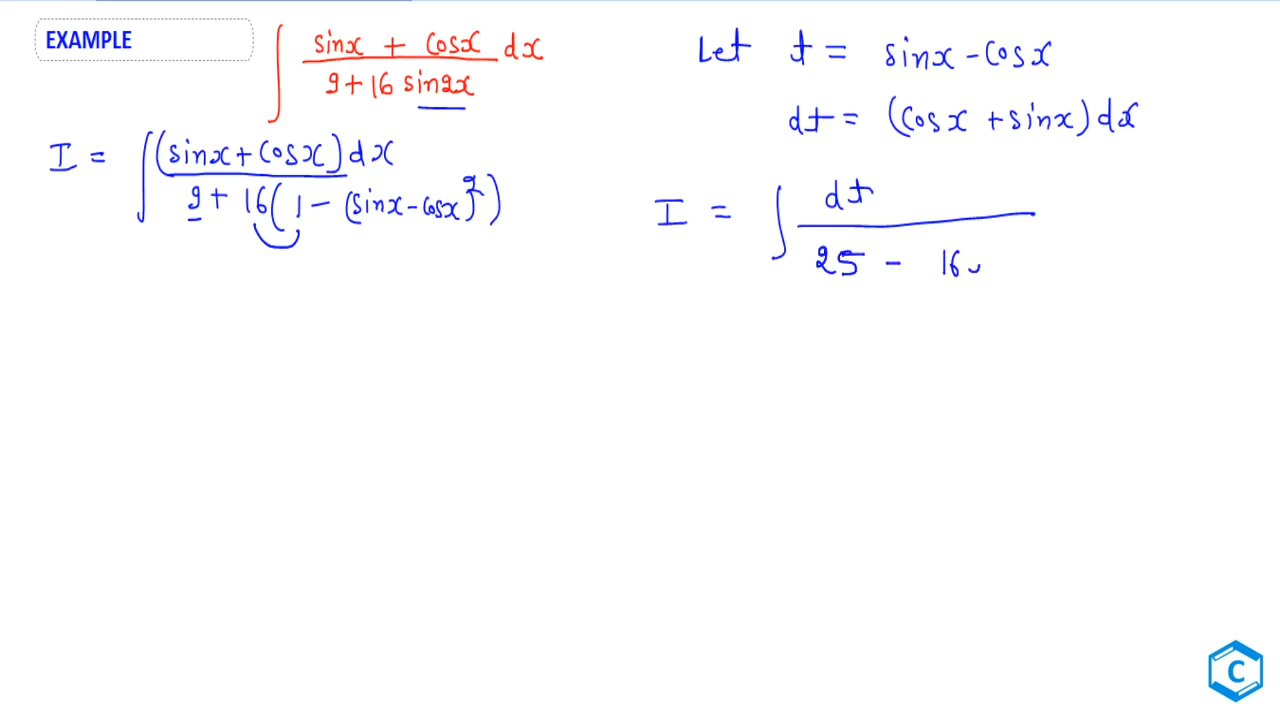 EXAMPLE
∫ sinx + cosx / 9+16 sin2x dx
I = ∫ (sinx+cosx)dx / 9+ 16(1 - (sinx-cosx)²)
Let t = sinx - cosx
dt = (cosx + sinx)dx
I = ∫ dt / 25 - 16
C